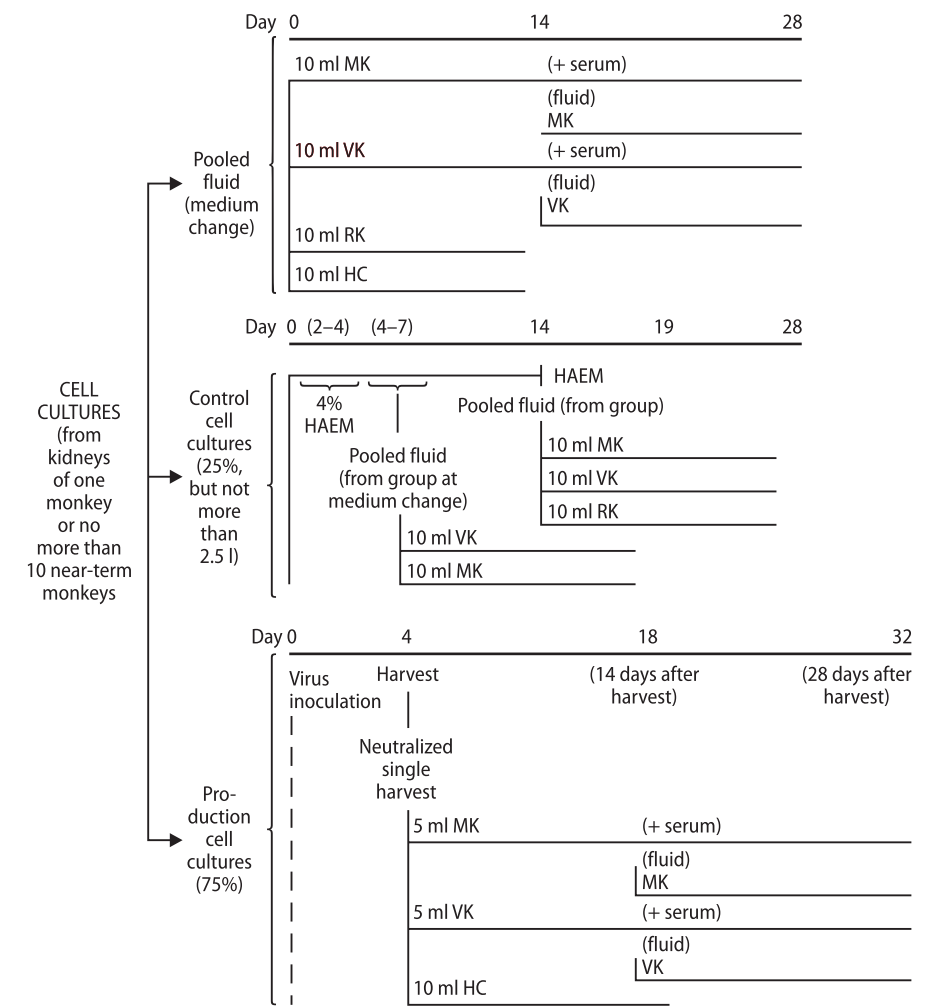 Day 0 14 28
10 ml MK (+ serum)
(fluid)
MK
10 ml VK (+ serum)
(fluid)
VK
10 ml RK
10 ml HC
Pooled
fluid
(medium
change)
Day 0 (2–4) (4–7) 14 19 28
HAEM
4%
HAEM
Pooled fluid (from group)
10 ml MK
10 ml VK
10 ml RK
Pooled fluid
(from group at
medium change)
10 ml VK
10 ml MK
CELL
CULTURES
(from
kidneys
of one
monkey
or no
more than
10 near-term
monkeys
Control
cell
cultures
(25%,
but not
more
than
2.5 l)
Day 0 4 18 32
Virus
inoculation
Harvest
(14 days after
harvest)
(28 days after
harvest)
Neutralized
single
harvest
Pro-
duction
cell
cultures
(75%)
5 ml MK (+ serum)
(fluid)
MK
5 ml VK (+ serum)
(fluid)
VK
10 ml HC